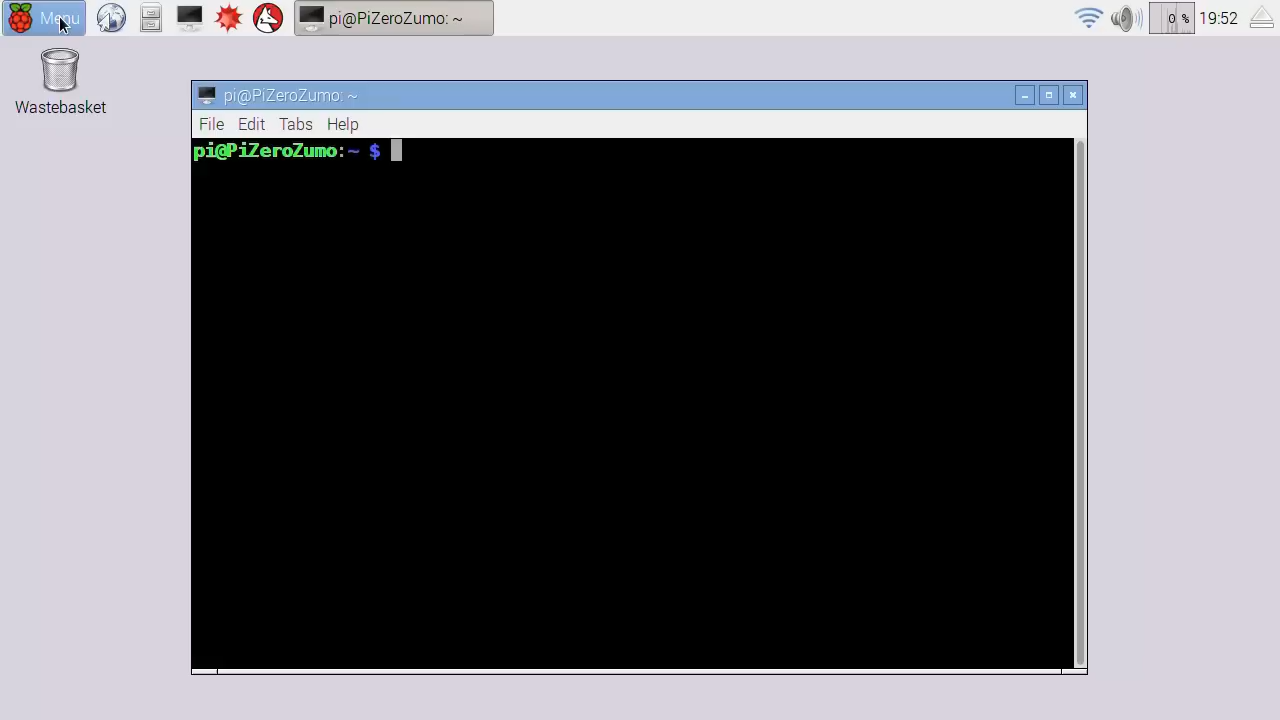 Menu
pi@PiZeroZumo: ~
0 %
19:52
Wastebasket
pi@PiZeroZumo: ~
File Edit Tabs Help
pi@PiZeroZumo:~ $